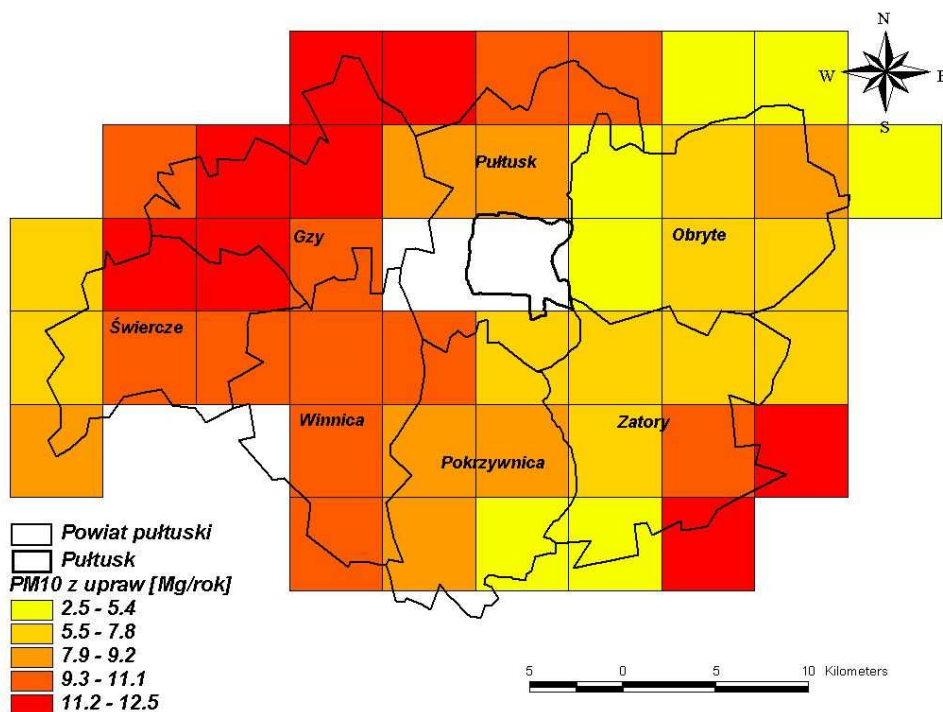 N
W E
S
Pułtusk
Gzy
Obryte
Świercze
Winnica
Zatory
Pokrzywnica
Powiat pułtuski
Pułtusk
PM10 z upraw [Mg/rok]
2.5 - 5.4
5.5 - 7.8
7.9 - 9.2
9.3 - 11.1
11.2 - 12.5
5 0 5 10 Kilometers